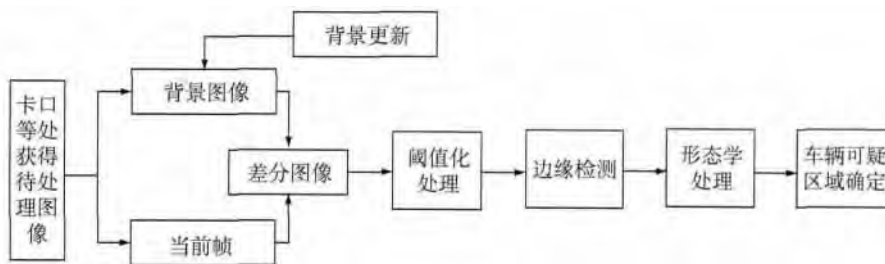 背景更新
背景图像
卡口
等处
获得
待处
理图
像
差分图像
当前帧
阈值化
处理
边缘检测
形态学
处理
车辆可疑
区域确定